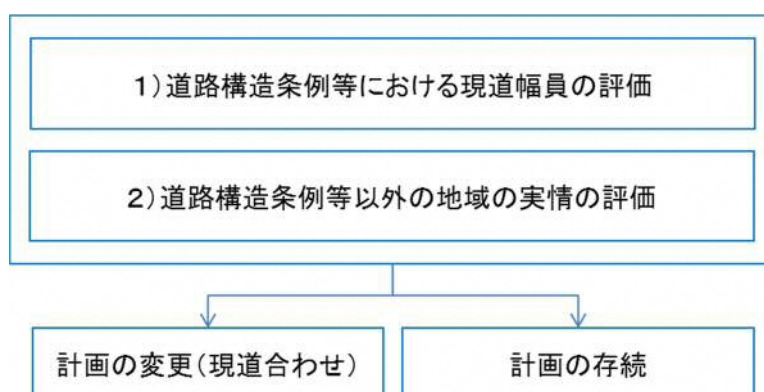 １）道路構造条例等における現道幅員の評価
２）道路構造条例等以外の地域の実情の評価
計画の変更（現道合わせ）
計画の存続